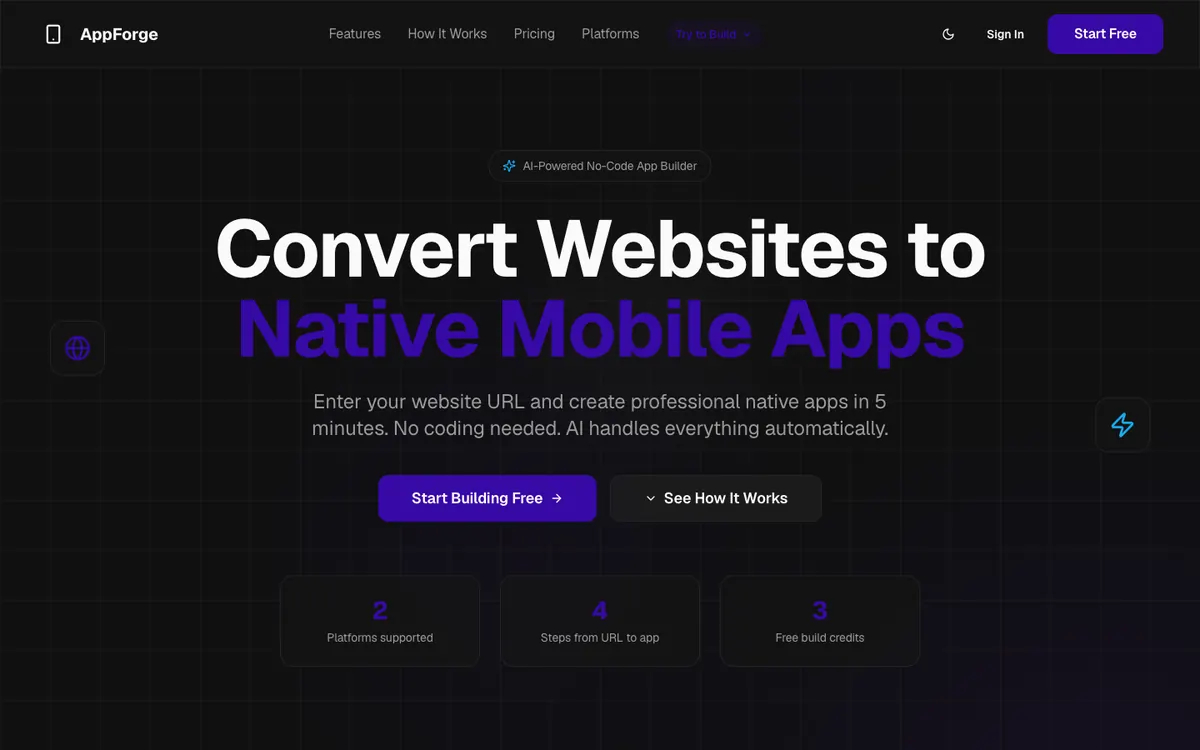 AppForge
Features
How It Works
Pricing
Platforms
Try to Build
Sign In
Start Free
AI-Powered No-Code App Builder
Convert Websites to
Native Mobile Apps
Enter your website URL and create professional native apps in 5
minutes. No coding needed. AI handles everything automatically.
Start Building Free →
See How It Works
2
Platforms supported
4
Steps from URL to app
3
Free build credits